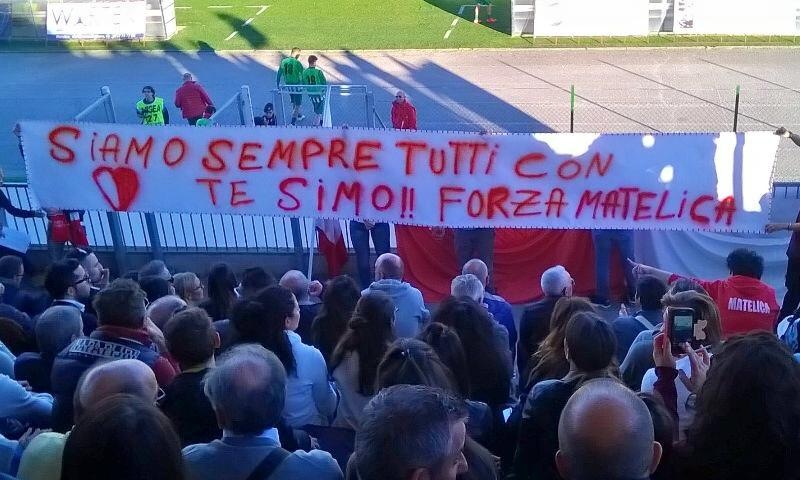 SiAMO SEMPRE TUTTi CON
TE SiMO!! FORZA MATELiCA
MATELICA